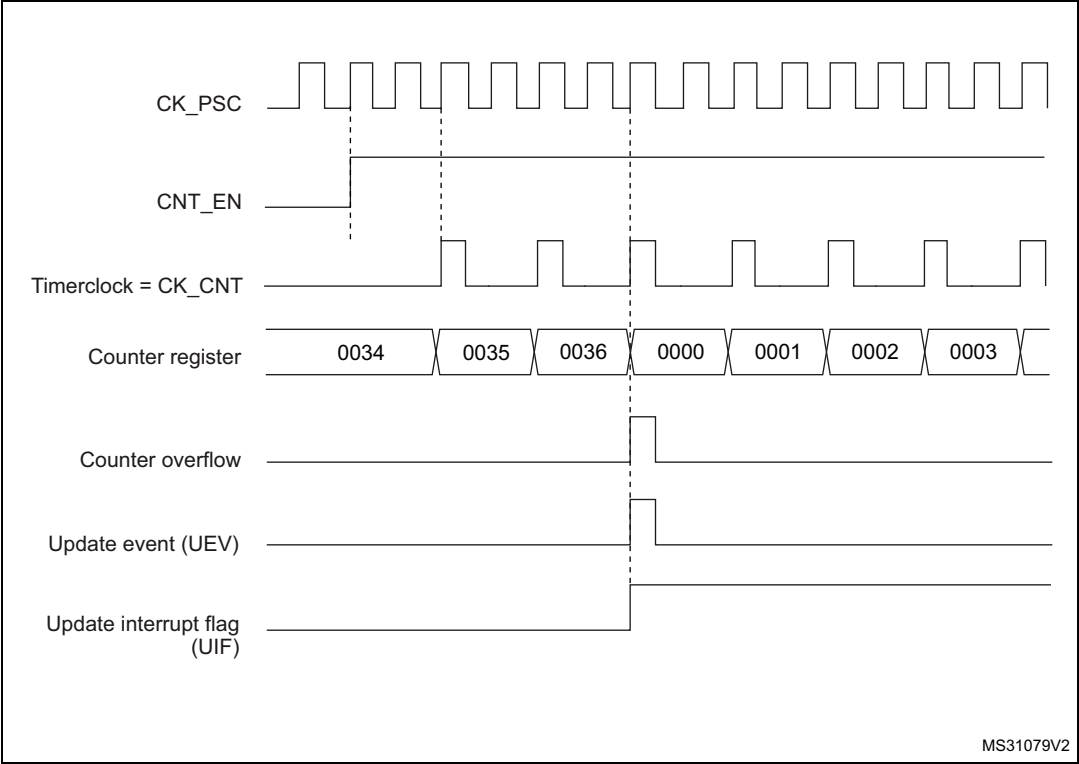 CK_PSC
CNT_EN
Timerclock = CK_CNT
Counter register
0034 0035 0036 0000 0001 0002 0003
Counter overflow
Update event (UEV)
Update interrupt flag
(UIF)
MS31079V2